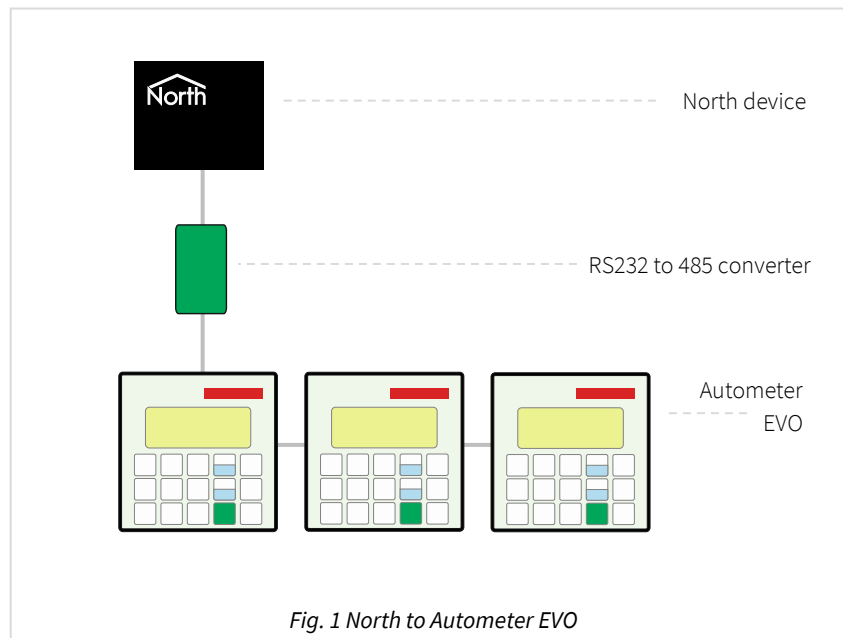 North
North device
RS232 to 485 converter
Autometer
EVO
Fig. 1 North to Autometer EVO